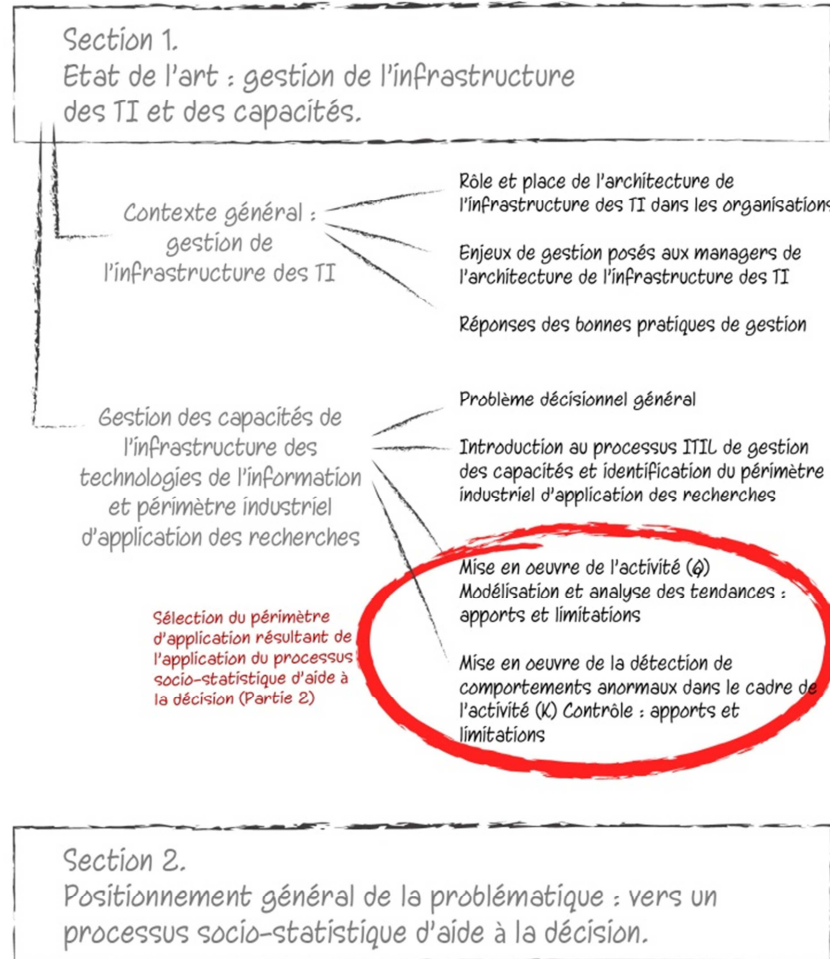 Section 1.
Etat de l'art : gestion de l'infrastructure
des TI et des capacités.
Contexte général :
gestion de
l'infrastructure des TI
Rôle et place de l'architecture de
l'infrastructure des TI dans les organisations
Enjeux de gestion posés aux managers de
l'architecture de l'infrastructure des TI
Réponses des bonnes pratiques de gestion
Gestion des capacités de
l'infrastructure des
technologies de l'information
et périmètre industriel
d'application des recherches
Problème décisionnel général
Introduction au processus ITIL de gestion
des capacités et identification du périmètre
industriel d'application des recherches
Mise en oeuvre de l'activité (Q)
Modélisation et analyse des tendances :
apports et limitations
Mise en oeuvre de la détection de
comportements anormaux dans le cadre de
l'activité (K) Contrôle : apports et
limitations
Sélection du périmètre
d'application résultant de
l'application du processus
socio-statistique d'aide à
la décision (Partie 2)
Section 2.
Positionnement général de la problématique : vers un
processus socio-statistique d'aide à la décision.